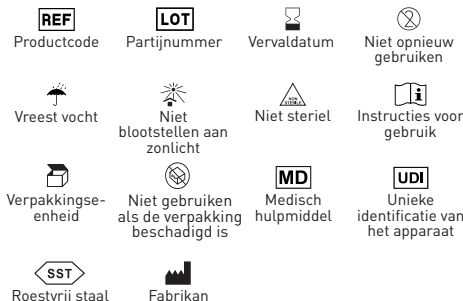 REF
Productcode
LOT
Partijnummer
Vervaldatum
2
Niet opnieuw
gebruiken
Vreest vocht
Niet
blootstellen aan
zonlicht
NON
STERILE
Niet steriel
i
Instructies voor
gebruik
Verpakkingse-
enheid
Niet gebruiken
als de verpakking
beschadigd is
MD
Medisch
hulpmiddel
UDI
Unieke
identificatie van
het apparaat
SST
Roestvrij staal
Fabrikan